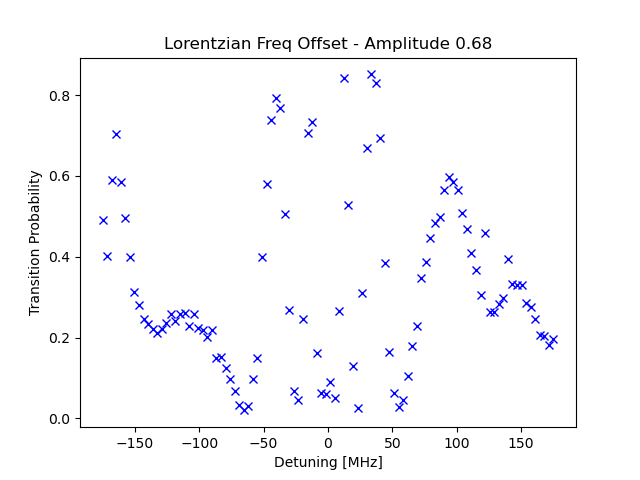 Lorentzian Freq Offset - Amplitude 0.68
Transition Probability
0.8
0.6
0.4
0.2
0.0
−150 −100 −50 0 50 100 150
Detuning [MHz]